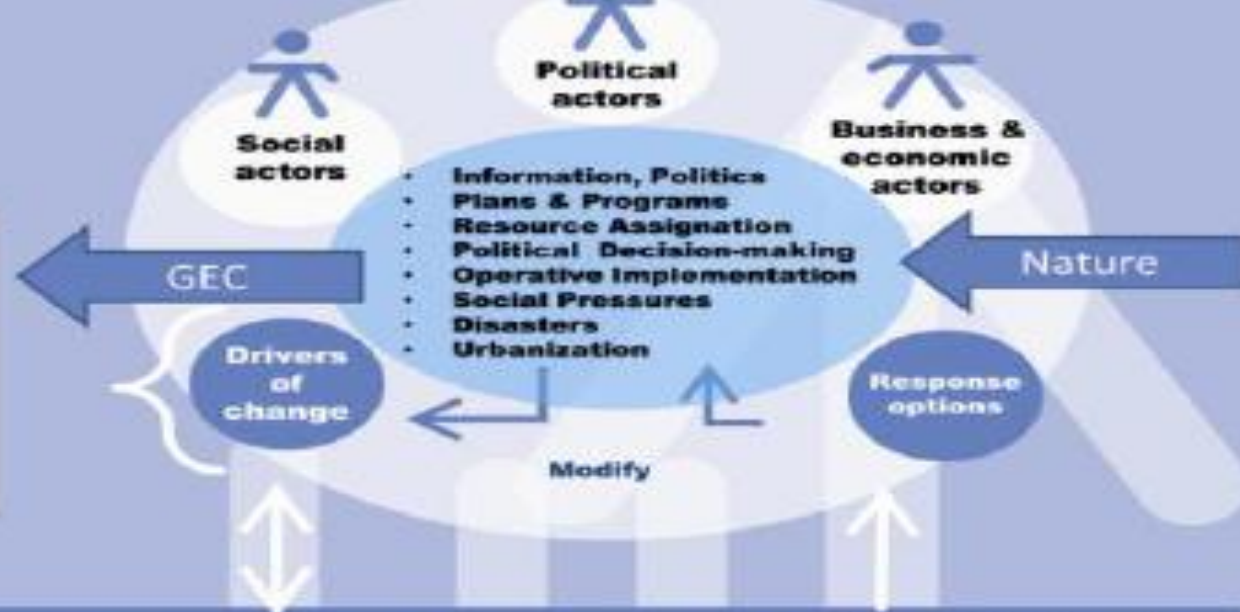 Political
actors
Social
actors
Business &
economic
actors
• Information, Politics
• Plans & Programs
• Resource Assignation
• Political Decision-making
• Operative Implementation
• Social Pressures
• Disasters
• Urbanization
GEC
Nature
Drivers
of
change
Response
options
Modify